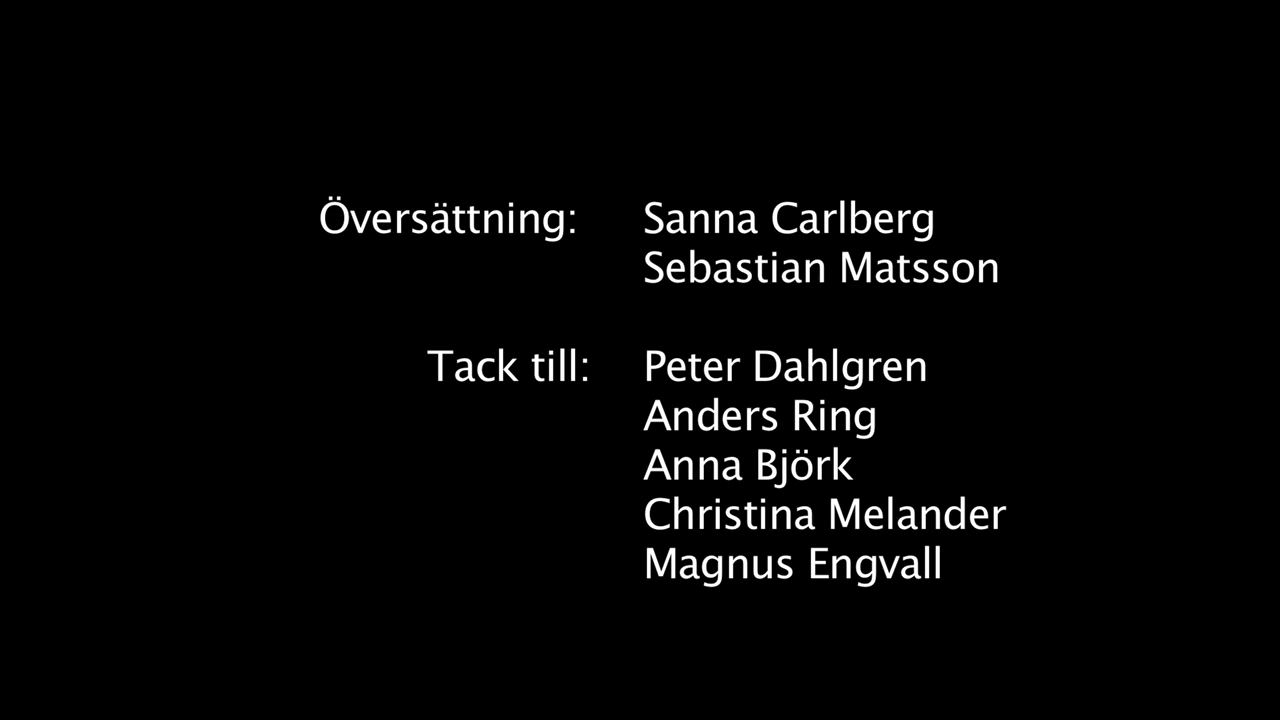 Översättning: Sanna Carlberg
Sebastian Matsson
Tack till: Peter Dahlgren
Anders Ring
Anna Björk
Christina Melander
Magnus Engvall